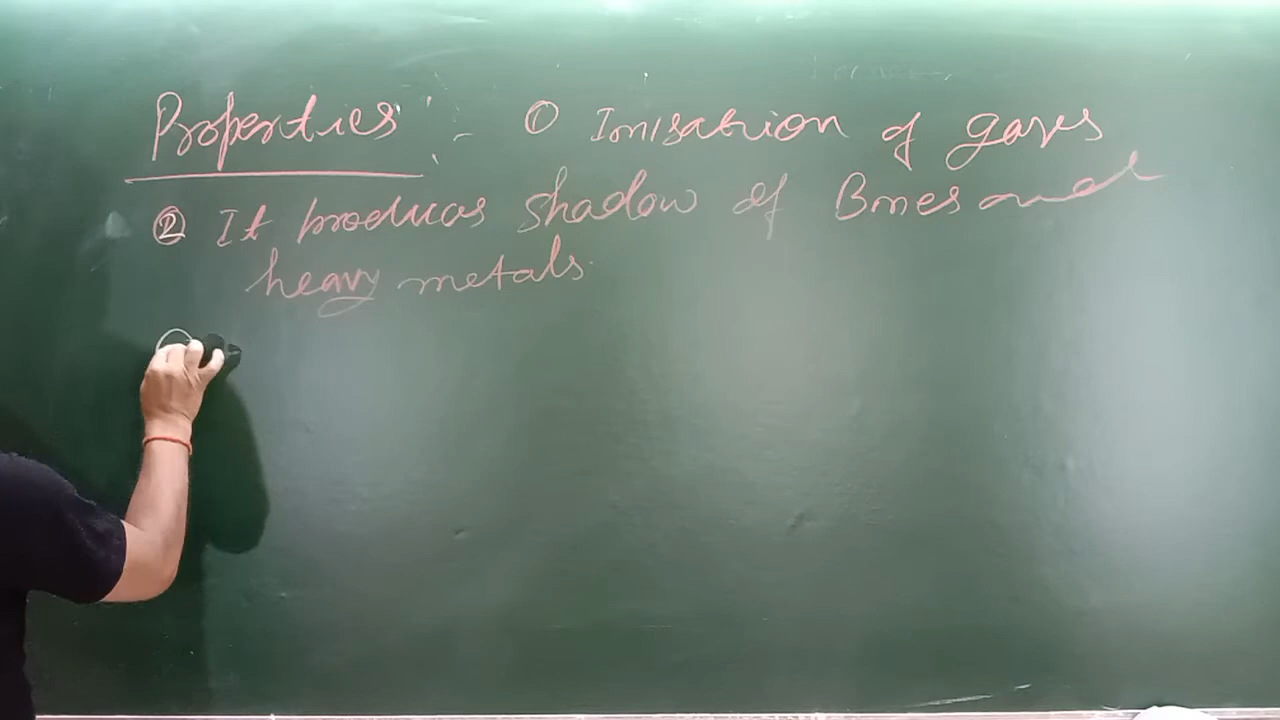 Properties :- ① Ionisation of gases
② It produces shadow of Bones and
heavy metals.